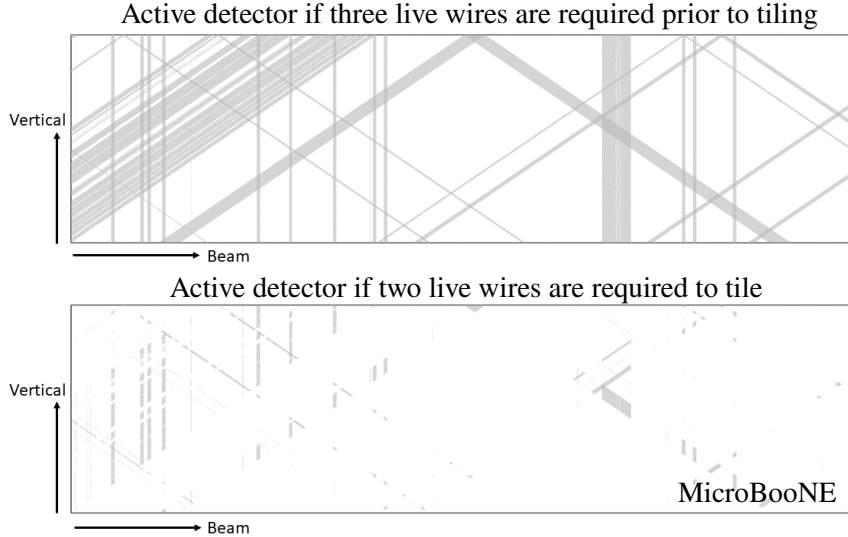 Active detector if three live wires are required prior to tiling
Vertical
Beam
Active detector if two live wires are required to tile
Vertical
MicroBooNE
Beam